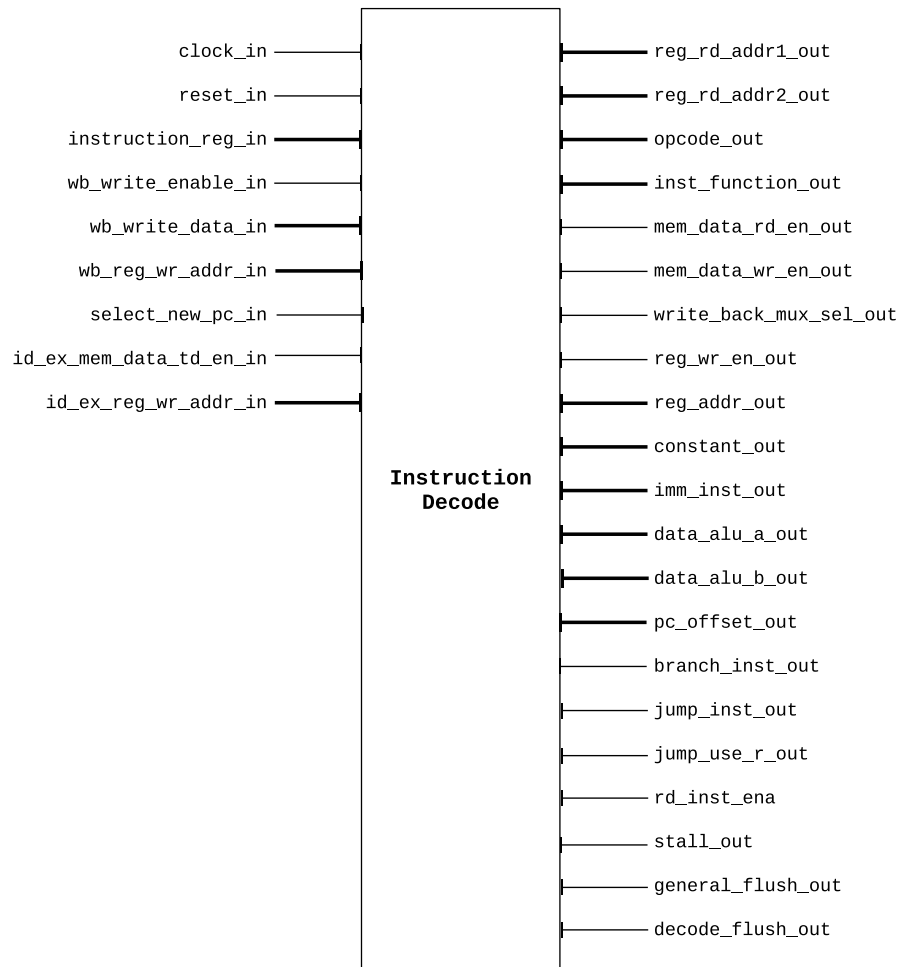 clock_in
reset_in
instruction_reg_in
wb_write_enable_in
wb_write_data_in
wb_reg_wr_addr_in
select_new_pc_in
id_ex_mem_data_td_en_in
id_ex_reg_wr_addr_in
Instruction
Decode
reg_rd_addr1_out
reg_rd_addr2_out
opcode_out
inst_function_out
mem_data_rd_en_out
mem_data_wr_en_out
write_back_mux_sel_out
reg_wr_en_out
reg_addr_out
constant_out
imm_inst_out
data_alu_a_out
data_alu_b_out
pc_offset_out
branch_inst_out
jump_inst_out
jump_use_r_out
rd_inst_ena
stall_out
general_flush_out
decode_flush_out